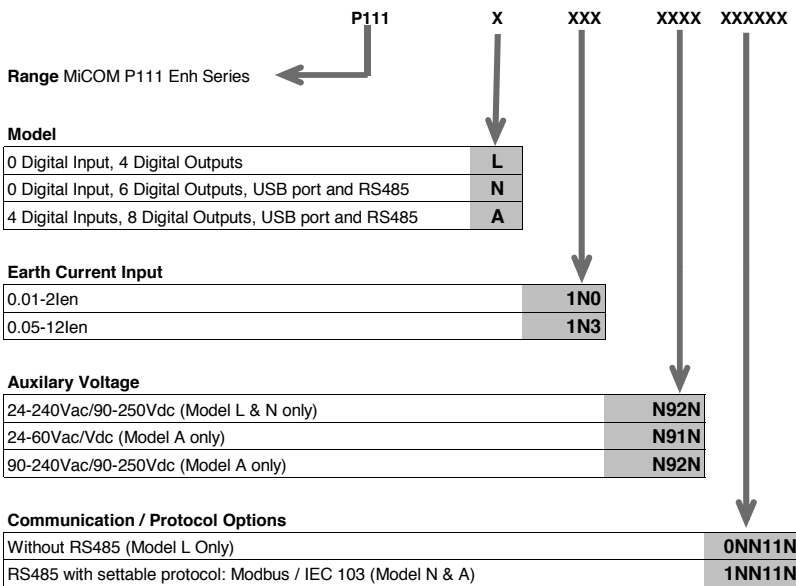 P111 X XXX XXXX XXXXXX
Range MiCOM P111 Enh Series
Model
0 Digital Input, 4 Digital Outputs L
0 Digital Input, 6 Digital Outputs, USB port and RS485 N
4 Digital Inputs, 8 Digital Outputs, USB port and RS485 A
Earth Current Input
0.01-2Ien 1N0
0.05-12Ien 1N3
Auxilary Voltage
24-240Vac/90-250Vdc (Model L & N only) N92N
24-60Vac/Vdc (Model A only) N91N
90-240Vac/90-250Vdc (Model A only) N92N
Communication / Protocol Options
Without RS485 (Model L Only) 0NN11N
RS485 with settable protocol: Modbus / IEC 103 (Model N & A) 1NN11N